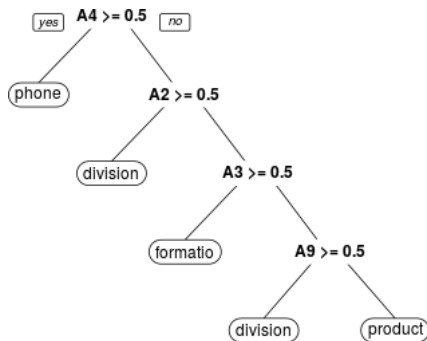 yes A4 >= 0.5 no
phone
A2 >= 0.5
division
A3 >= 0.5
formatio
A9 >= 0.5
division product